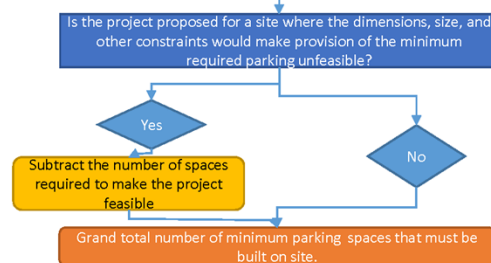 Is the project proposed for a site where the dimensions, size, and
other constraints would make provision of the minimum
required parking unfeasible?
Yes
No
Subtract the number of spaces
required to make the project
feasible
Grand total number of minimum parking spaces that must be
built on site.